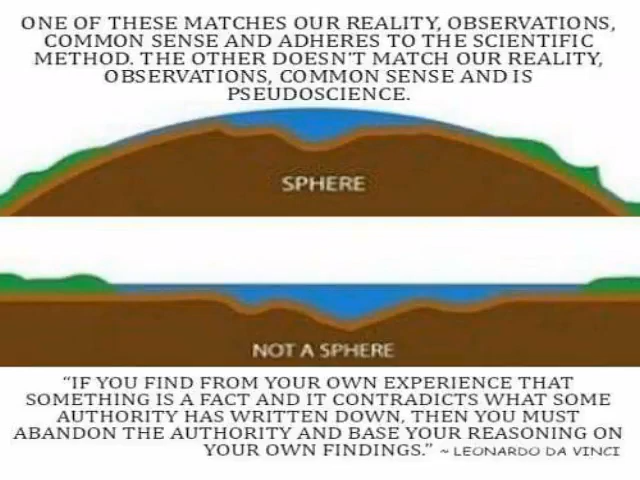 ONE OF THESE MATCHES OUR REALITY, OBSERVATIONS,
COMMON SENSE AND ADHERES TO THE SCIENTIFIC
METHOD. THE OTHER DOESN'T MATCH OUR REALITY,
OBSERVATIONS, COMMON SENSE AND IS
PSEUDOSCIENCE.
SPHERE
NOT A SPHERE
"IF YOU FIND FROM YOUR OWN EXPERIENCE THAT
SOMETHING IS A FACT AND IT CONTRADICTS WHAT SOME
AUTHORITY HAS WRITTEN DOWN, THEN YOU MUST
ABANDON THE AUTHORITY AND BASE YOUR REASONING ON
YOUR OWN FINDINGS." ~ LEONARDO DA VINCI